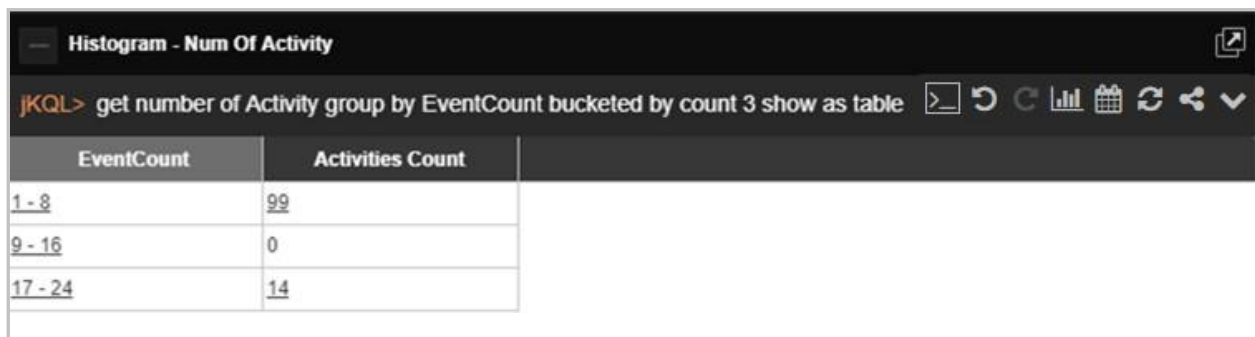 Histogram - Num Of Activity
jKQL> get number of Activity group by EventCount bucketed by count 3 show as table
EventCount Activities Count
1 - 8 99
9 - 16 0
17 - 24 14